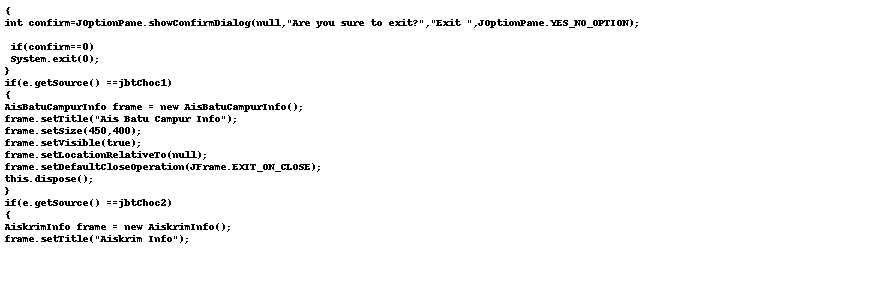 {
int confirm=JOptionPane.showConfirmDialog(null,"Are you sure to exit?","Exit ",JOptionPane.YES_NO_OPTION);
if(confirm==0)
System.exit(0);
}
if(e.getSource() ==jbtChoc1)
{
AisBatuCampurInfo frame = new AisBatuCampurInfo();
frame.setTitle("Ais Batu Campur Info");
frame.setSize(450,400);
frame.setVisible(true);
frame.setLocationRelativeTo(null);
frame.setDefaultCloseOperation(JFrame.EXIT_ON_CLOSE);
this.dispose();
}
if(e.getSource() ==jbtChoc2)
{
AiskrimInfo frame = new AiskrimInfo();
frame.setTitle("Aiskrim Info");